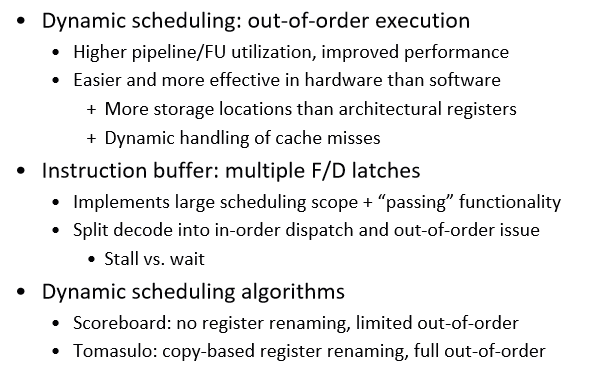 • Dynamic scheduling: out-of-order execution
• Higher pipeline/FU utilization, improved performance
• Easier and more effective in hardware than software
+ More storage locations than architectural registers
+ Dynamic handling of cache misses
• Instruction buffer: multiple F/D latches
• Implements large scheduling scope + “passing” functionality
• Split decode into in-order dispatch and out-of-order issue
• Stall vs. wait
• Dynamic scheduling algorithms
• Scoreboard: no register renaming, limited out-of-order
• Tomasulo: copy-based register renaming, full out-of-order